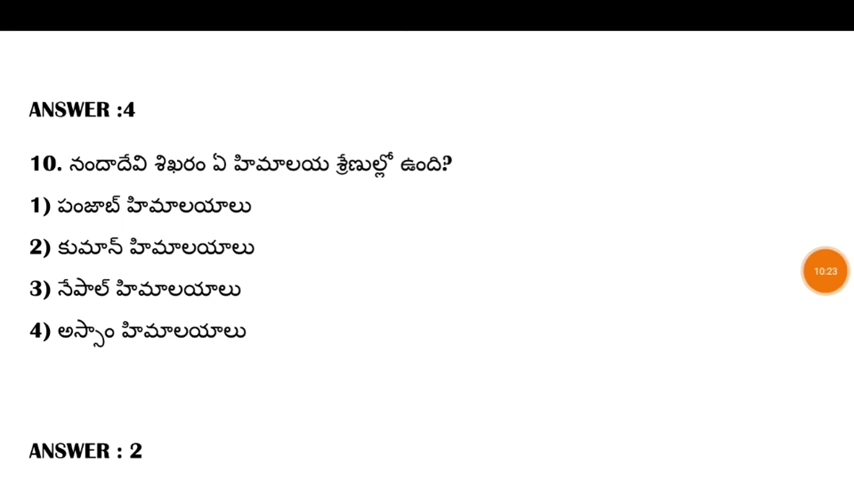 ANSWER :4
10. నందాదేవి శిఖరం ఏ హిమాలయ శ్రేణుల్లో ఉంది?
1) పంజాబ్ హిమాలయాలు
2) కుమాన్ హిమాలయాలు
10:23
3) నేపాల్ హిమాలయాలు
4) అస్సాం హిమాలయాలు
ANSWER : 2